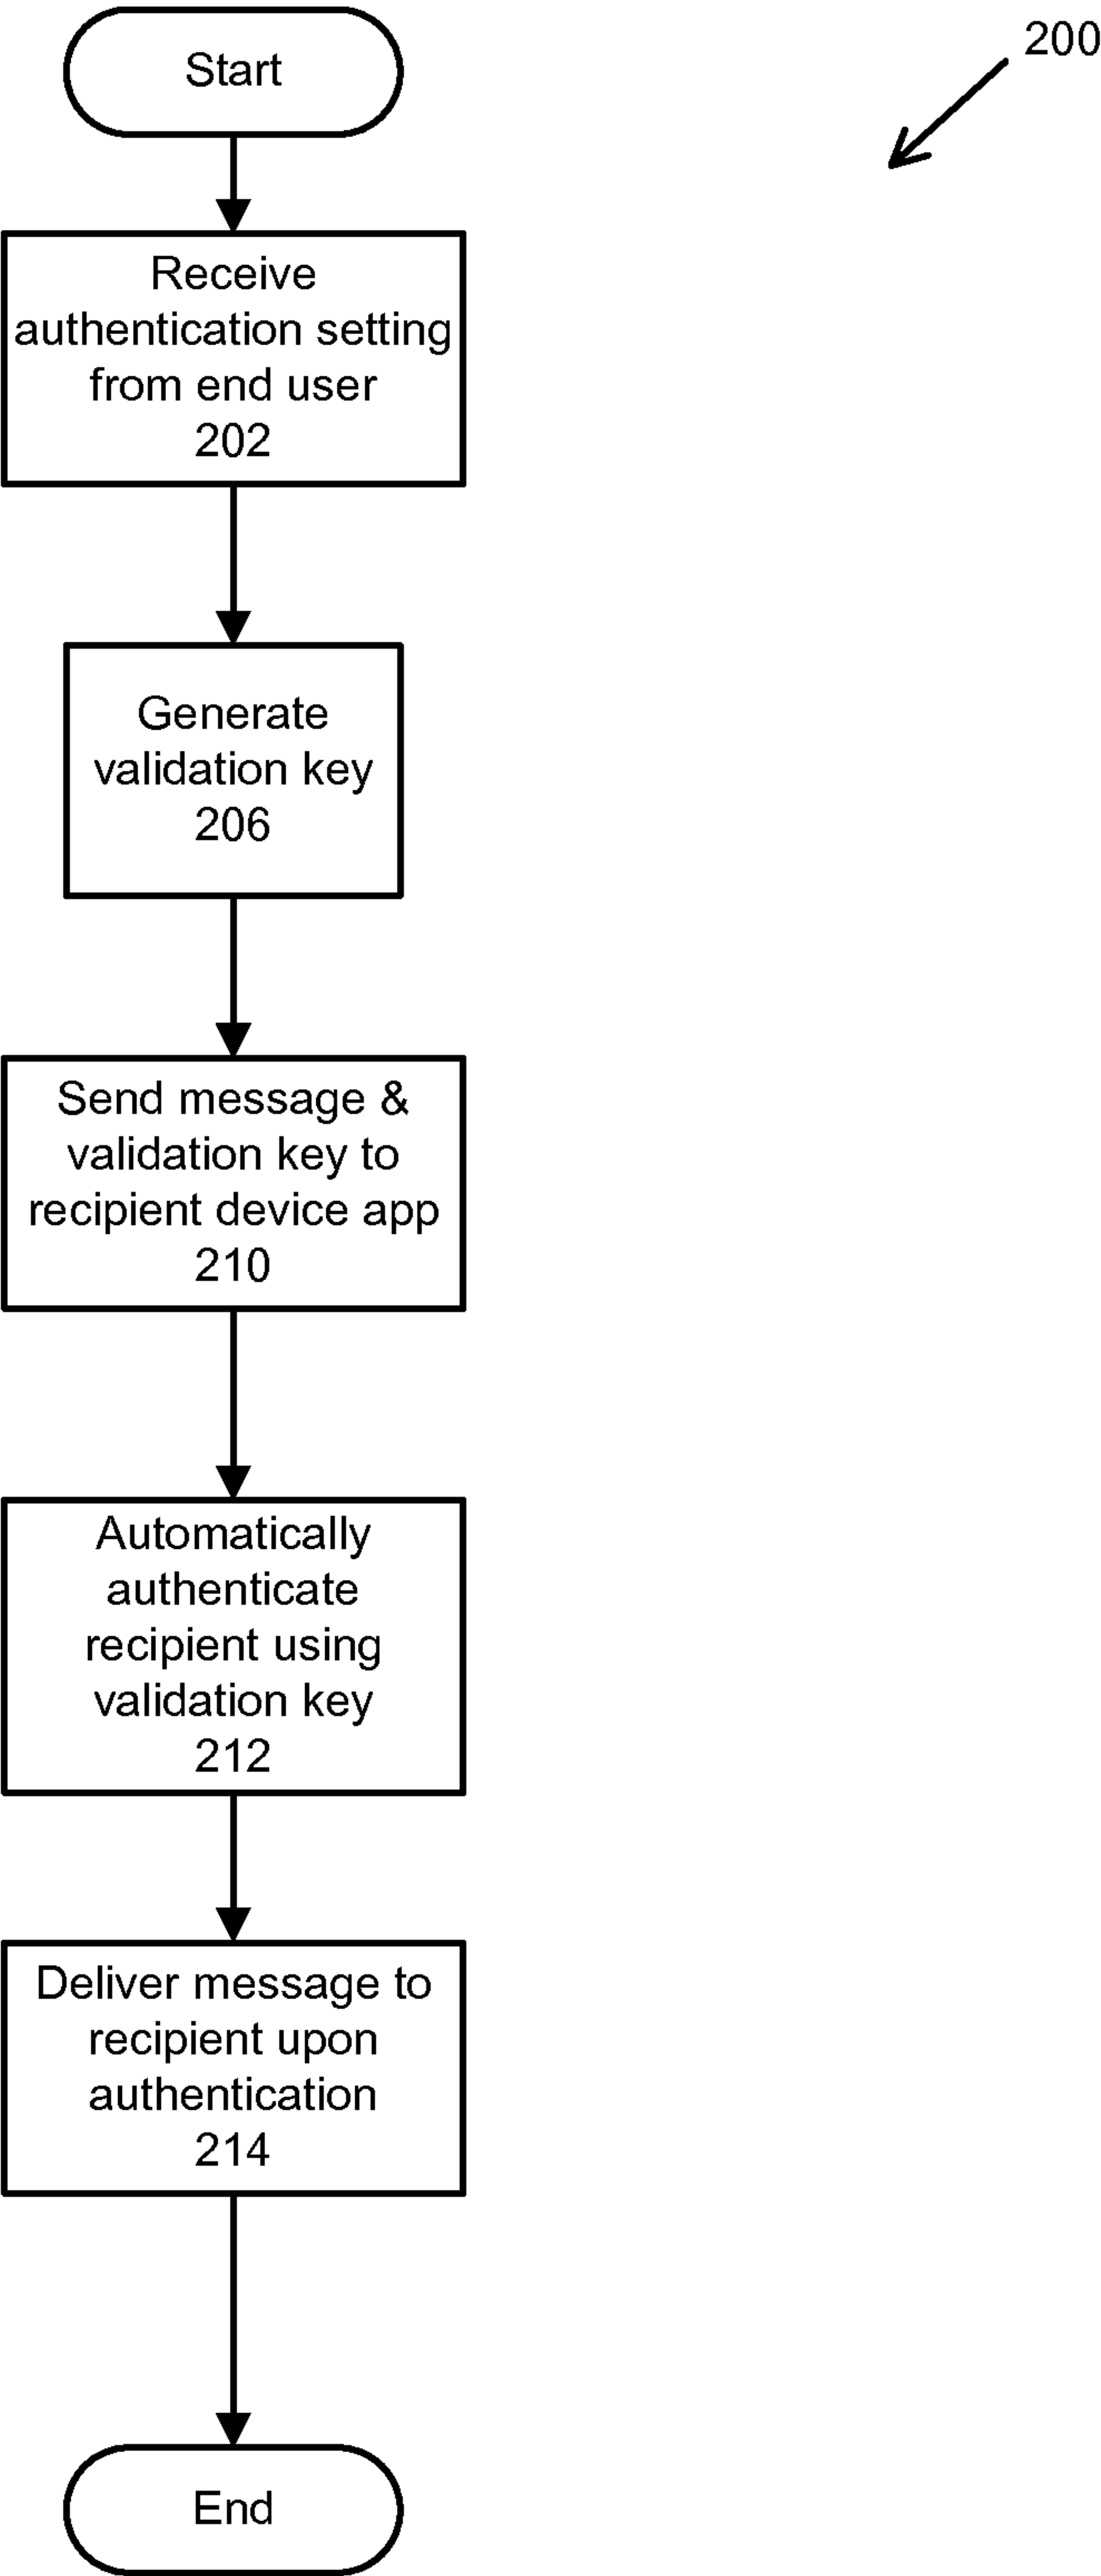 Start
200
Receive
authentication setting
from end user
202
Generate
validation key
206
Send message &
validation key to
recipient device app
210
Automatically
authenticate
recipient using
validation key
212
Deliver message to
recipient upon
authentication
214
End